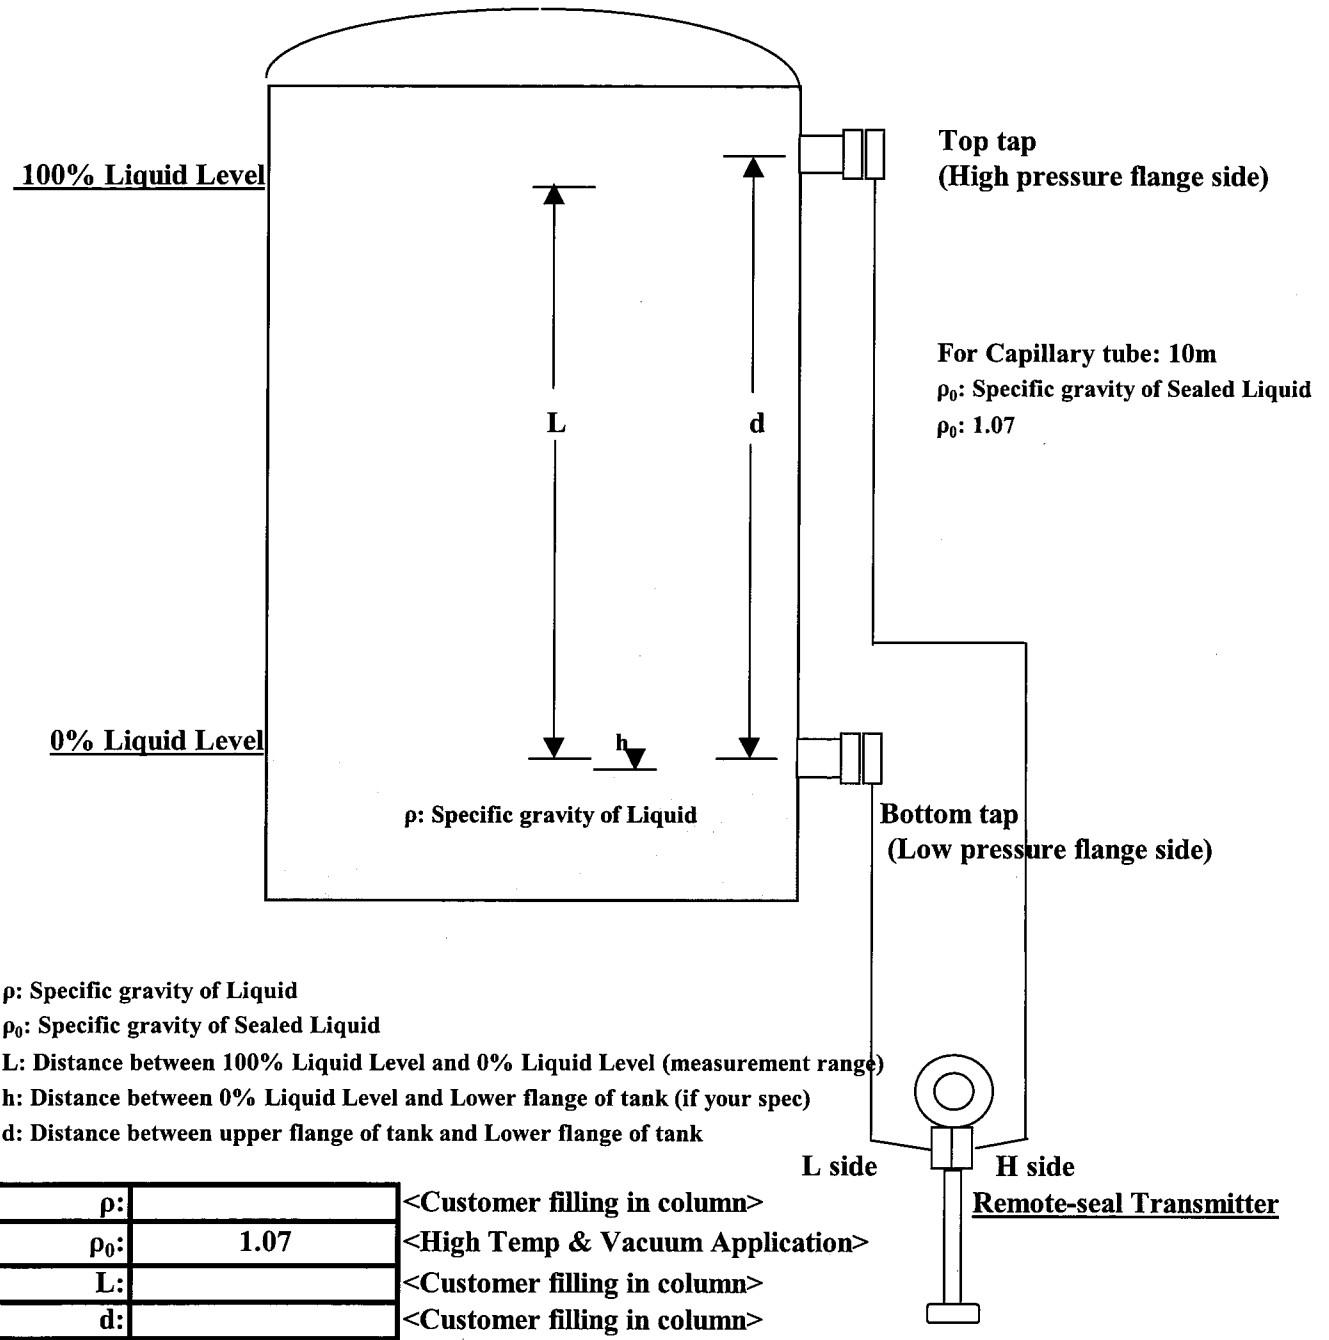 Top tap
100% Liquid Level
(High pressure flange side)
For Capillary tube: 10m
ρ₀: Specific gravity of Sealed Liquid
L
d
ρ₀: 1.07
0% Liquid Level
h
ρ: Specific gravity of Liquid
Bottom tap
(Low pressure flange side)
ρ: Specific gravity of Liquid
ρ₀: Specific gravity of Sealed Liquid
L: Distance between 100% Liquid Level and 0% Liquid Level (measurement range)
h: Distance between 0% Liquid Level and Lower flange of tank (if your spec)
d: Distance between upper flange of tank and Lower flange of tank
L side
H side
Remote-seal Transmitter
ρ: <Customer filling in column>
ρ₀: 1.07 <High Temp & Vacuum Application>
L: <Customer filling in column>
d: <Customer filling in column>